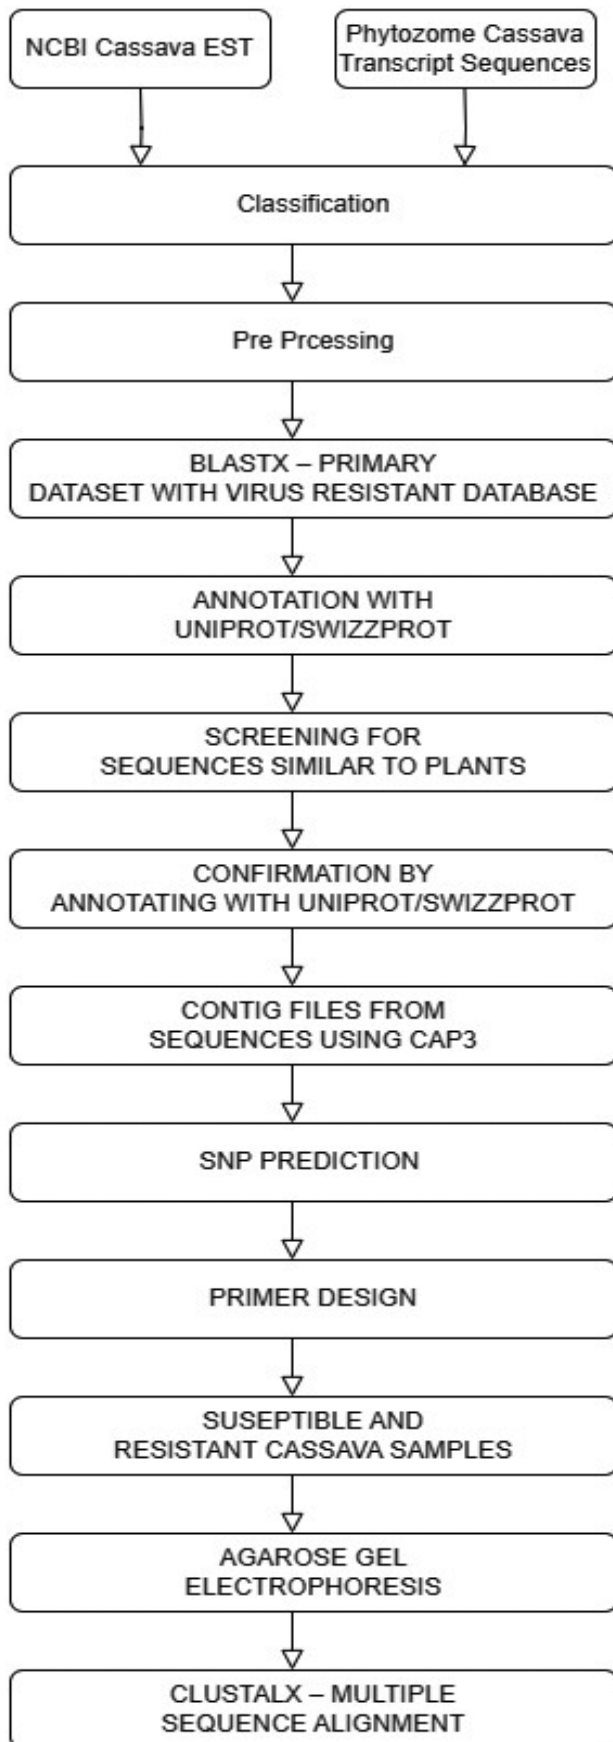 NCBI Cassava EST
Phytozome Cassava
Transcript Sequences
Classification
Pre Prcessing
BLASTX – PRIMARY
DATASET WITH VIRUS RESISTANT DATABASE
ANNOTATION WITH
UNIPROT/SWIZZPROT
SCREENING FOR
SEQUENCES SIMILAR TO PLANTS
CONFIRMATION BY
ANNOTATING WITH UNIPROT/SWIZZPROT
CONTIG FILES FROM
SEQUENCES USING CAP3
SNP PREDICTION
PRIMER DESIGN
SUSEPTIBLE AND
RESISTANT CASSAVA SAMPLES
AGAROSE GEL
ELECTROPHORESIS
CLUSTALX – MULTIPLE
SEQUENCE ALIGNMENT